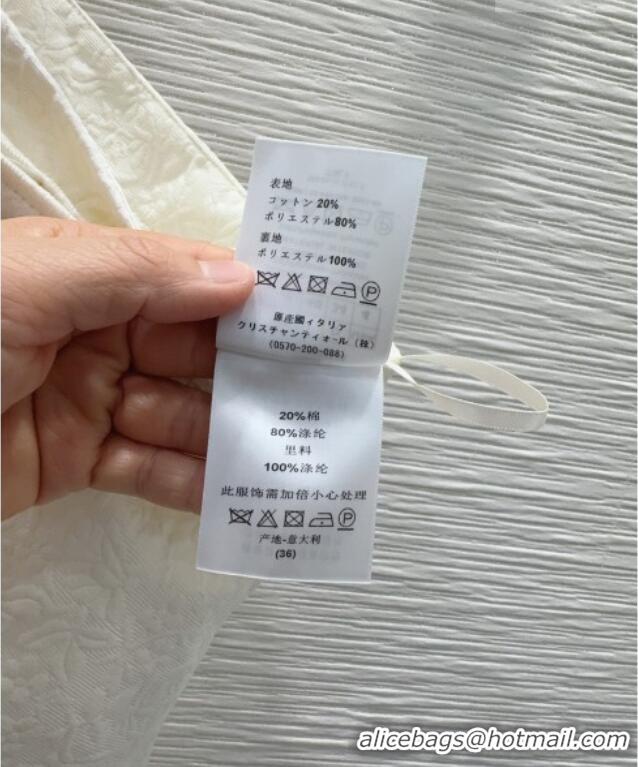 表地
コットン 20%
ポリエステル80%
裏地
ポリエステル100%
原産國ィタリア
クリスチャンティオール（株）
(0570-200-088)
20%棉
80%涤纶
里料
100%涤纶
此服饰需加倍小心处理
产地-意大利
(36)
alicebags@hotmail.com